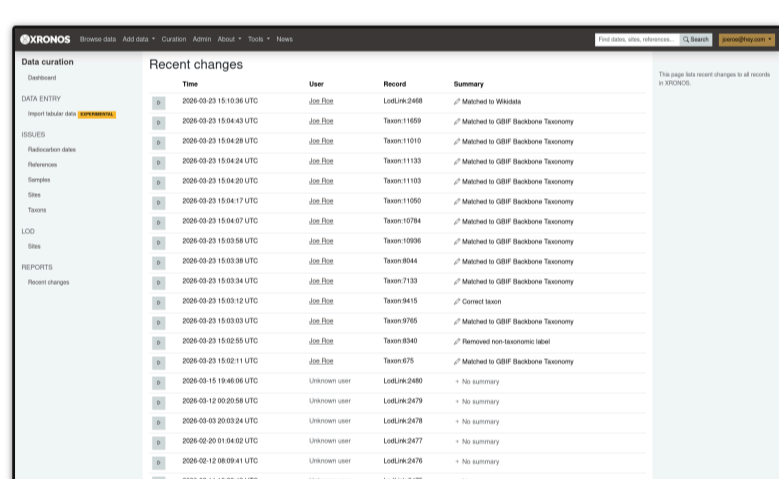 XRONOS Browse data Add data Curation Admin About Tools News Find dates, sites, references... Search joeroe@hey.com
Data curation
Dashboard
DATA ENTRY
Import tabular data EXPERIMENTAL
ISSUES
Radiocarbon dates
References
Samples
Sites
Taxons
LOD
Sites
REPORTS
Recent changes
Recent changes
Time User Record Summary
2026-03-23 15:10:36 UTC Joe Roe LodLink:2468 Matched to Wikidata
2026-03-23 15:04:43 UTC Joe Roe Taxon:11659 Matched to GBIF Backbone Taxonomy
2026-03-23 15:04:28 UTC Joe Roe Taxon:11010 Matched to GBIF Backbone Taxonomy
2026-03-23 15:04:24 UTC Joe Roe Taxon:11133 Matched to GBIF Backbone Taxonomy
2026-03-23 15:04:20 UTC Joe Roe Taxon:11103 Matched to GBIF Backbone Taxonomy
2026-03-23 15:04:17 UTC Joe Roe Taxon:11050 Matched to GBIF Backbone Taxonomy
2026-03-23 15:04:07 UTC Joe Roe Taxon:10784 Matched to GBIF Backbone Taxonomy
2026-03-23 15:03:58 UTC Joe Roe Taxon:10936 Matched to GBIF Backbone Taxonomy
2026-03-23 15:03:38 UTC Joe Roe Taxon:8044 Matched to GBIF Backbone Taxonomy
2026-03-23 15:03:34 UTC Joe Roe Taxon:7133 Matched to GBIF Backbone Taxonomy
2026-03-23 15:03:12 UTC Joe Roe Taxon:9415 Correct taxon
2026-03-23 15:03:03 UTC Joe Roe Taxon:9765 Matched to GBIF Backbone Taxonomy
2026-03-23 15:02:55 UTC Joe Roe Taxon:8340 Removed non-taxonomic label
2026-03-23 15:02:11 UTC Joe Roe Taxon:675 Matched to GBIF Backbone Taxonomy
2026-03-15 19:46:06 UTC Unknown user LodLink:2480 + No summary
2026-03-12 00:20:58 UTC Unknown user LodLink:2479 + No summary
2026-03-03 20:03:24 UTC Unknown user LodLink:2478 + No summary
2026-02-20 01:04:02 UTC Unknown user LodLink:2477 + No summary
2026-02-12 08:09:41 UTC Unknown user LodLink:2476 + No summary
This page lists recent changes to all records
in XRONOS.